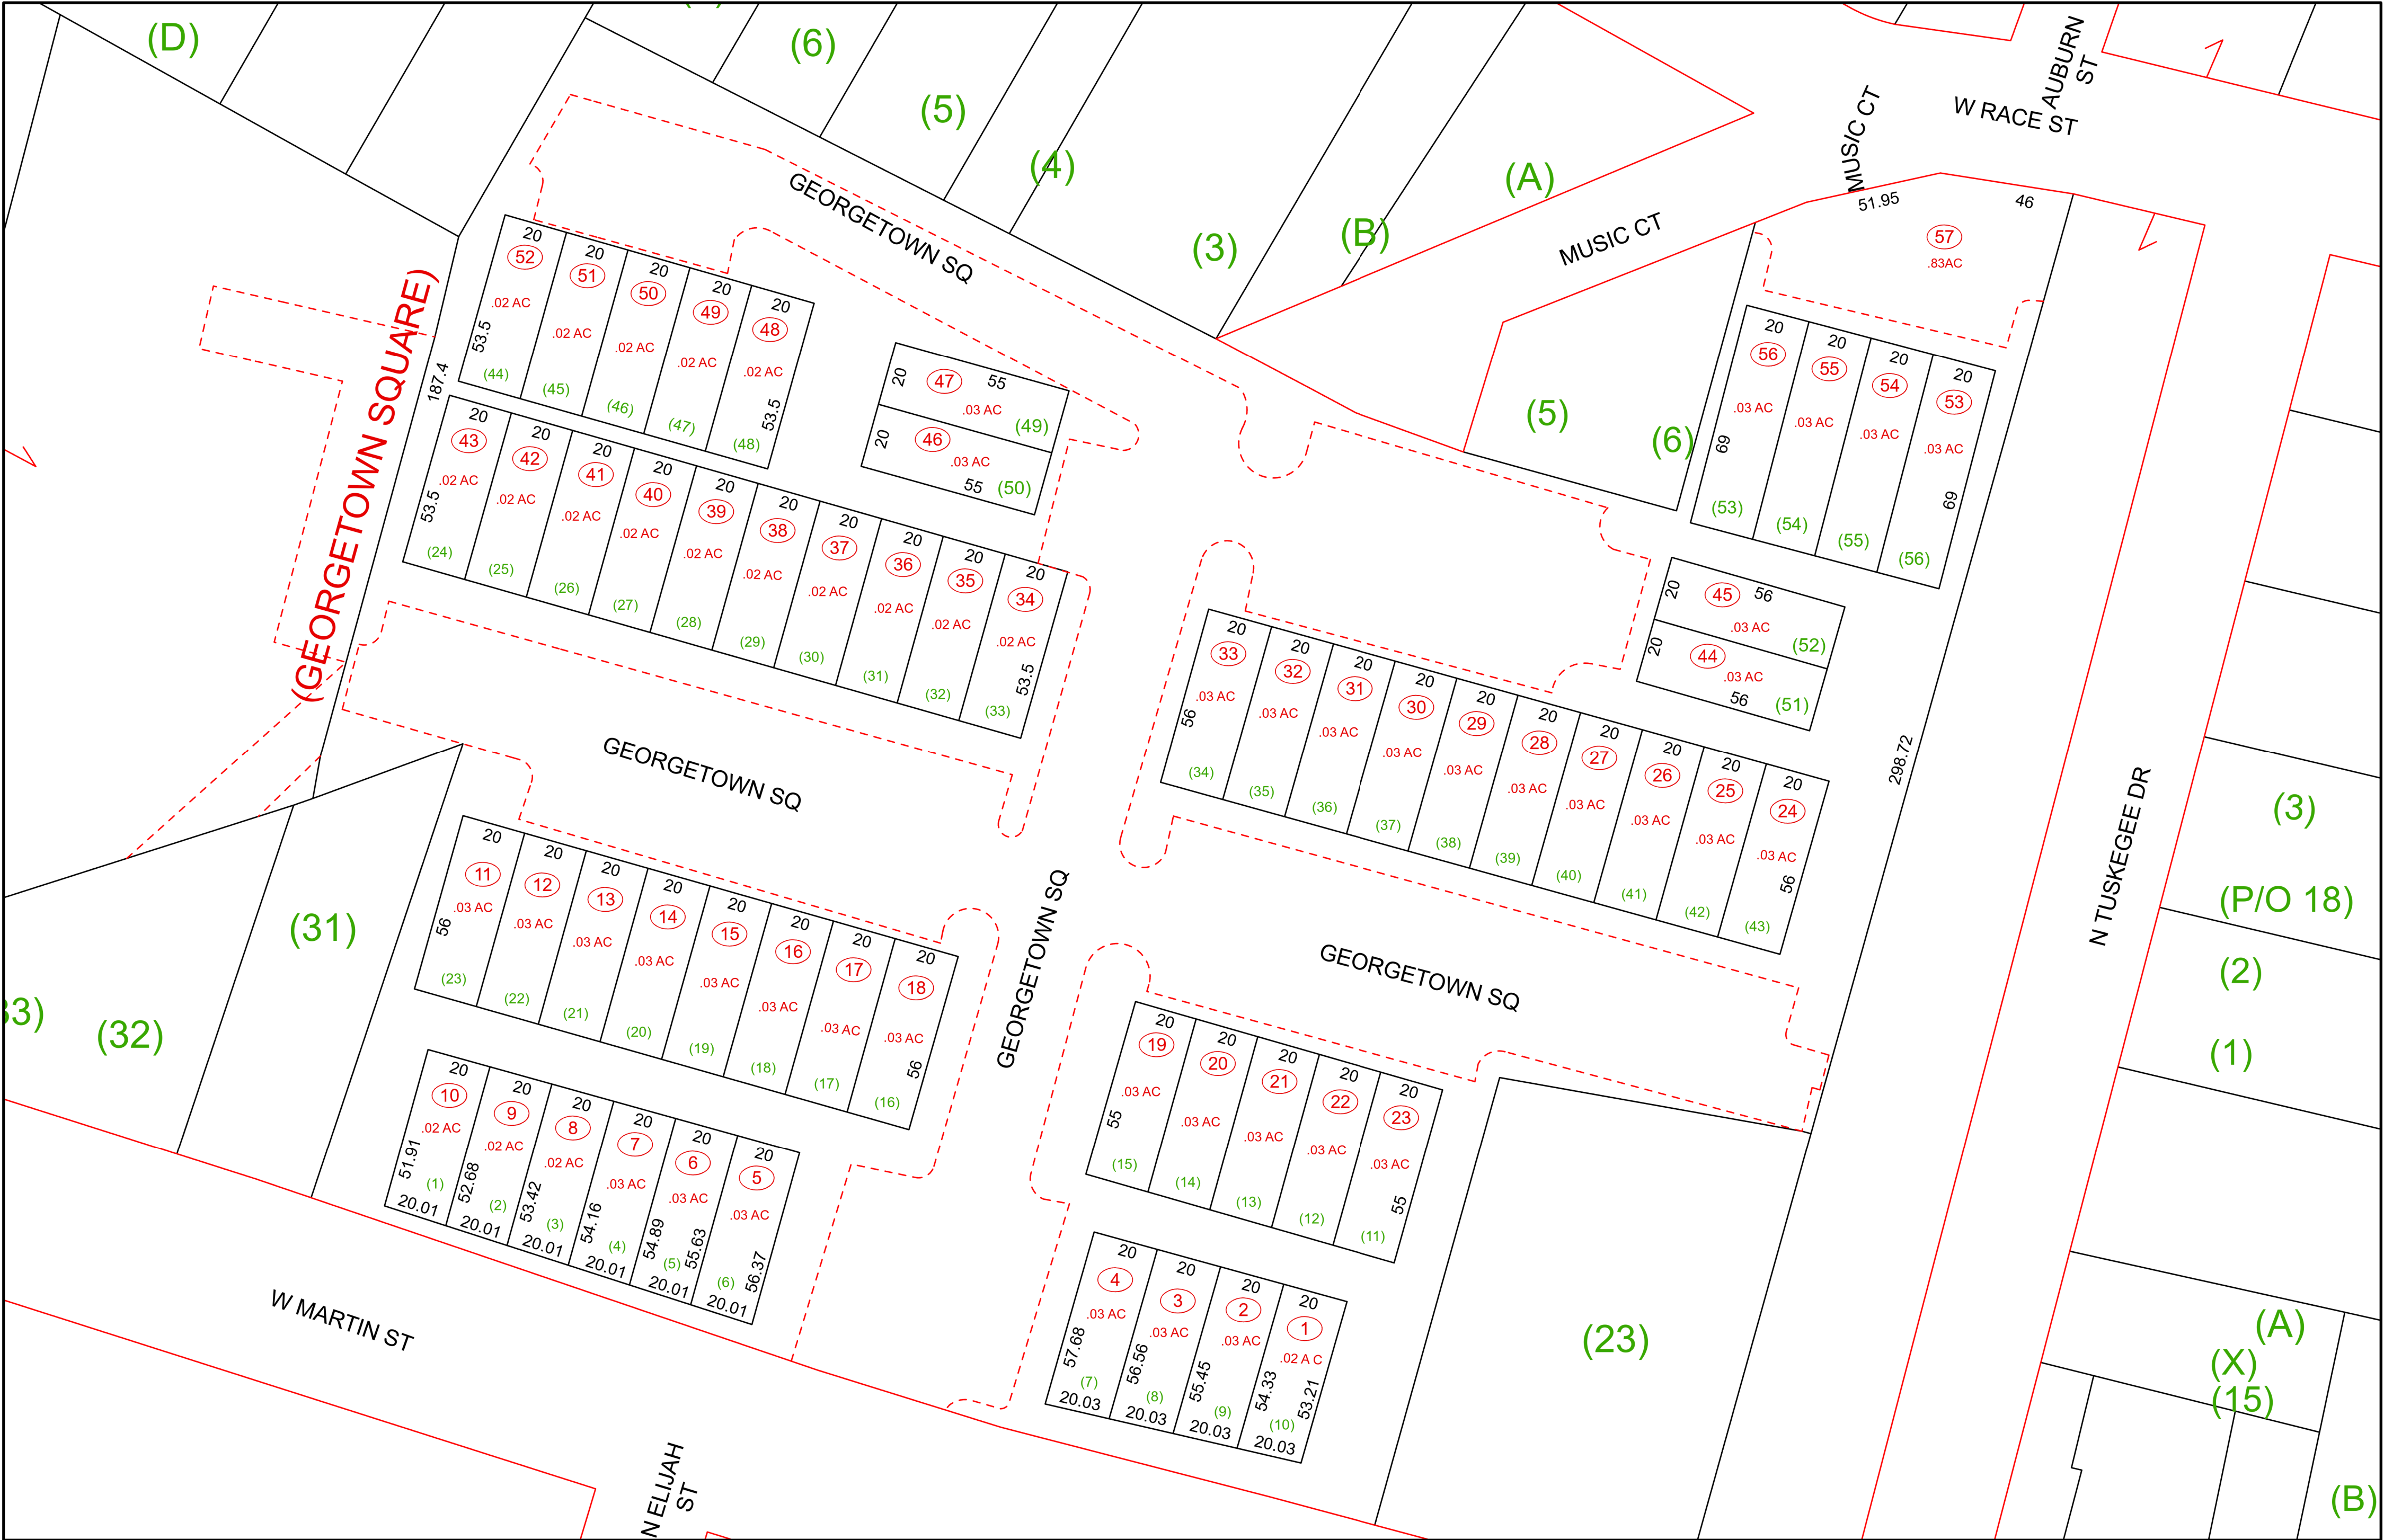 (D)
(6)
(5)
(4)
(3)
(B)
(A)
MUSIC CT
MUSIC CT
W RACE ST
AUBURN
ST
51.95
46
57
.83AC
GEORGETOWN SQ
(GEORGETOWN SQUARE)
187.4
20 20 20 20 20
52 51 50 49 48
.02 AC .02 AC .02 AC .02 AC .02 AC
53.5 53.5
(44) (45) (46) (47) (48)
20 47 55
.03 AC (49)
20 46
.03 AC
55 (50)
(5)
(6)
20 20 20 20
56 55 54 53
.03 AC .03 AC .03 AC .03 AC
69 69
(53) (54) (55) (56)
20 20 20 20 20 20 20 20 20 20
43 42 41 40 39 38 37 36 35 34
.02 AC .02 AC .02 AC .02 AC .02 AC .02 AC .02 AC .02 AC .02 AC .02 AC
53.5 53.5
(24) (25) (26) (27) (28) (29) (30) (31) (32) (33)
20 45 56
.03 AC (52)
20 44
.03 AC
56 (51)
20 20 20 20 20 20 20 20 20 20
33 32 31 30 29 28 27 26 25 24
.03 AC .03 AC .03 AC .03 AC .03 AC .03 AC .03 AC .03 AC .03 AC .03 AC
56 56
(34) (35) (36) (37) (38) (39) (40) (41) (42) (43)
298.72
N TUSKEGEE DR
GEORGETOWN SQ
GEORGETOWN SQ
GEORGETOWN SQ
20 20 20 20 20 20 20 20
11 12 13 14 15 16 17 18
.03 AC .03 AC .03 AC .03 AC .03 AC .03 AC .03 AC .03 AC
56 56
(23) (22) (21) (20) (19) (18) (17) (16)
(31)
(32)
33)
20 20 20 20 20
19 20 21 22 23
.03 AC .03 AC .03 AC .03 AC .03 AC
55 55
(15) (14) (13) (12) (11)
20 20 20 20 20 20
10 9 8 7 6 5
.02 AC .02 AC .02 AC .03 AC .03 AC .03 AC
51.91 52.68 53.42 54.16 54.89 55.63 56.37
(1) (2) (3) (4) (5) (6)
20.01 20.01 20.01 20.01 20.01 20.01
20 20 20 20
4 3 2 1
.03 AC .03 AC .03 AC .02 A C
57.68 56.56 55.45 54.33 53.21
(7) (8) (9) (10)
20.03 20.03 20.03 20.03
(23)
W MARTIN ST
N ELIJAH
ST
(3)
(P/O 18)
(2)
(1)
(A)
(X)
(15)
(B)